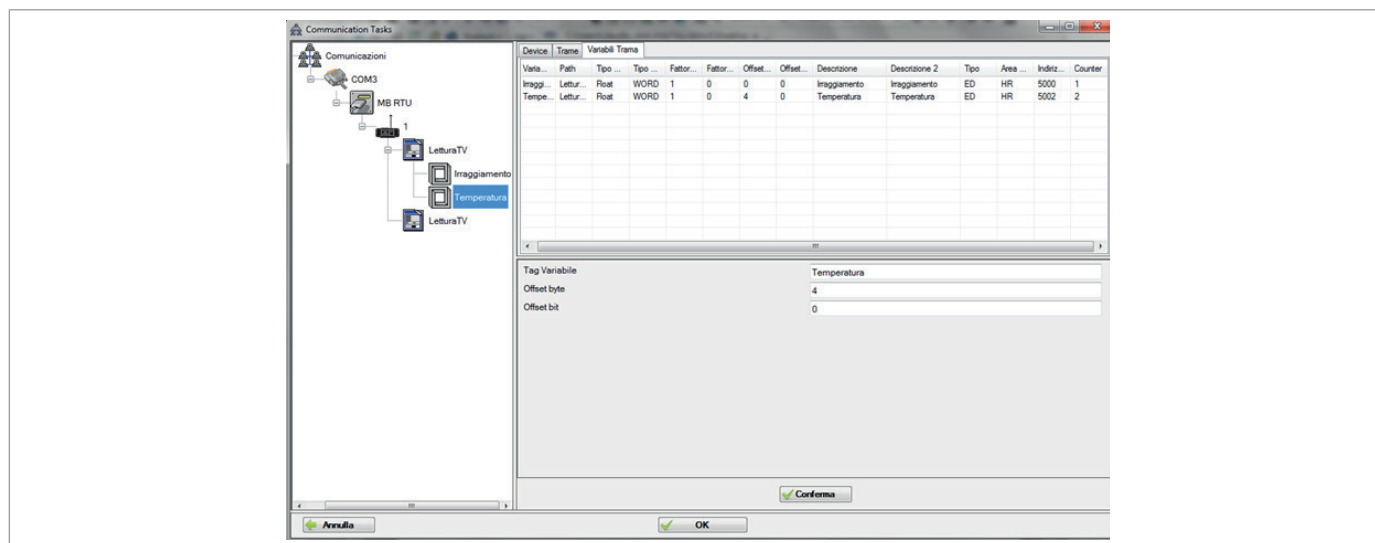 Communication Tasks
Comunicazioni
COM3
MB RTU
1
LetturaTV
Irraggiamento
Temperatura
LetturaTV
Device Trame Variabili Trama
Varia... Path Tipo ... Tipo ... Fattor... Fattor... Offset... Offset... Descrizione Descrizione 2 Tipo Area ... Indiriz... Counter
Irraggi... Lettur... Float WORD 1 0 0 0 Irraggiamento Irraggiamento ED HR 5000 1
Tempe... Lettur... Float WORD 1 0 4 0 Temperatura Temperatura ED HR 5002 2
Tag Variabile Temperatura
Offset byte 4
Offset bit 0
Conferma
Annulla OK